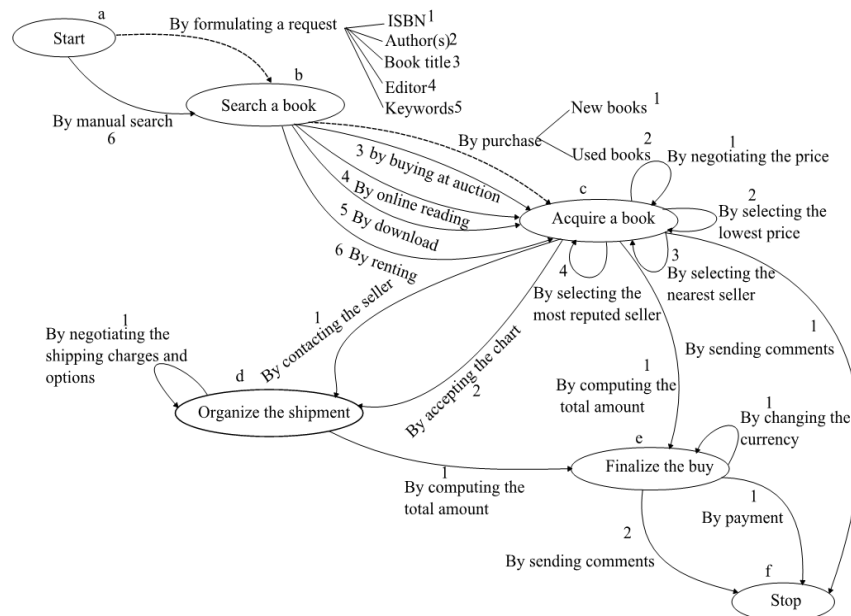 a
Start
By formulating a request
ISBN 1
Author(s) 2
Book title 3
Editor 4
Keywords 5
b
Search a book
By manual search
6
By purchase
New books 1
Used books 2
3 by buying at auction
4 By online reading
5 By download
6 By renting
c
Acquire a book
1
By negotiating the price
2
By selecting the
lowest price
3
By selecting the
nearest seller
4
By selecting the
most reputed seller
1
By contacting the seller
By accepting the chart
2
1
By negotiating the
shipping charges and
options
d
Organize the shipment
1
By computing the
total amount
1
By sending comments
1
By computing the
total amount
e
Finalize the buy
1
By changing the
currency
1
By payment
2
By sending comments
f
Stop